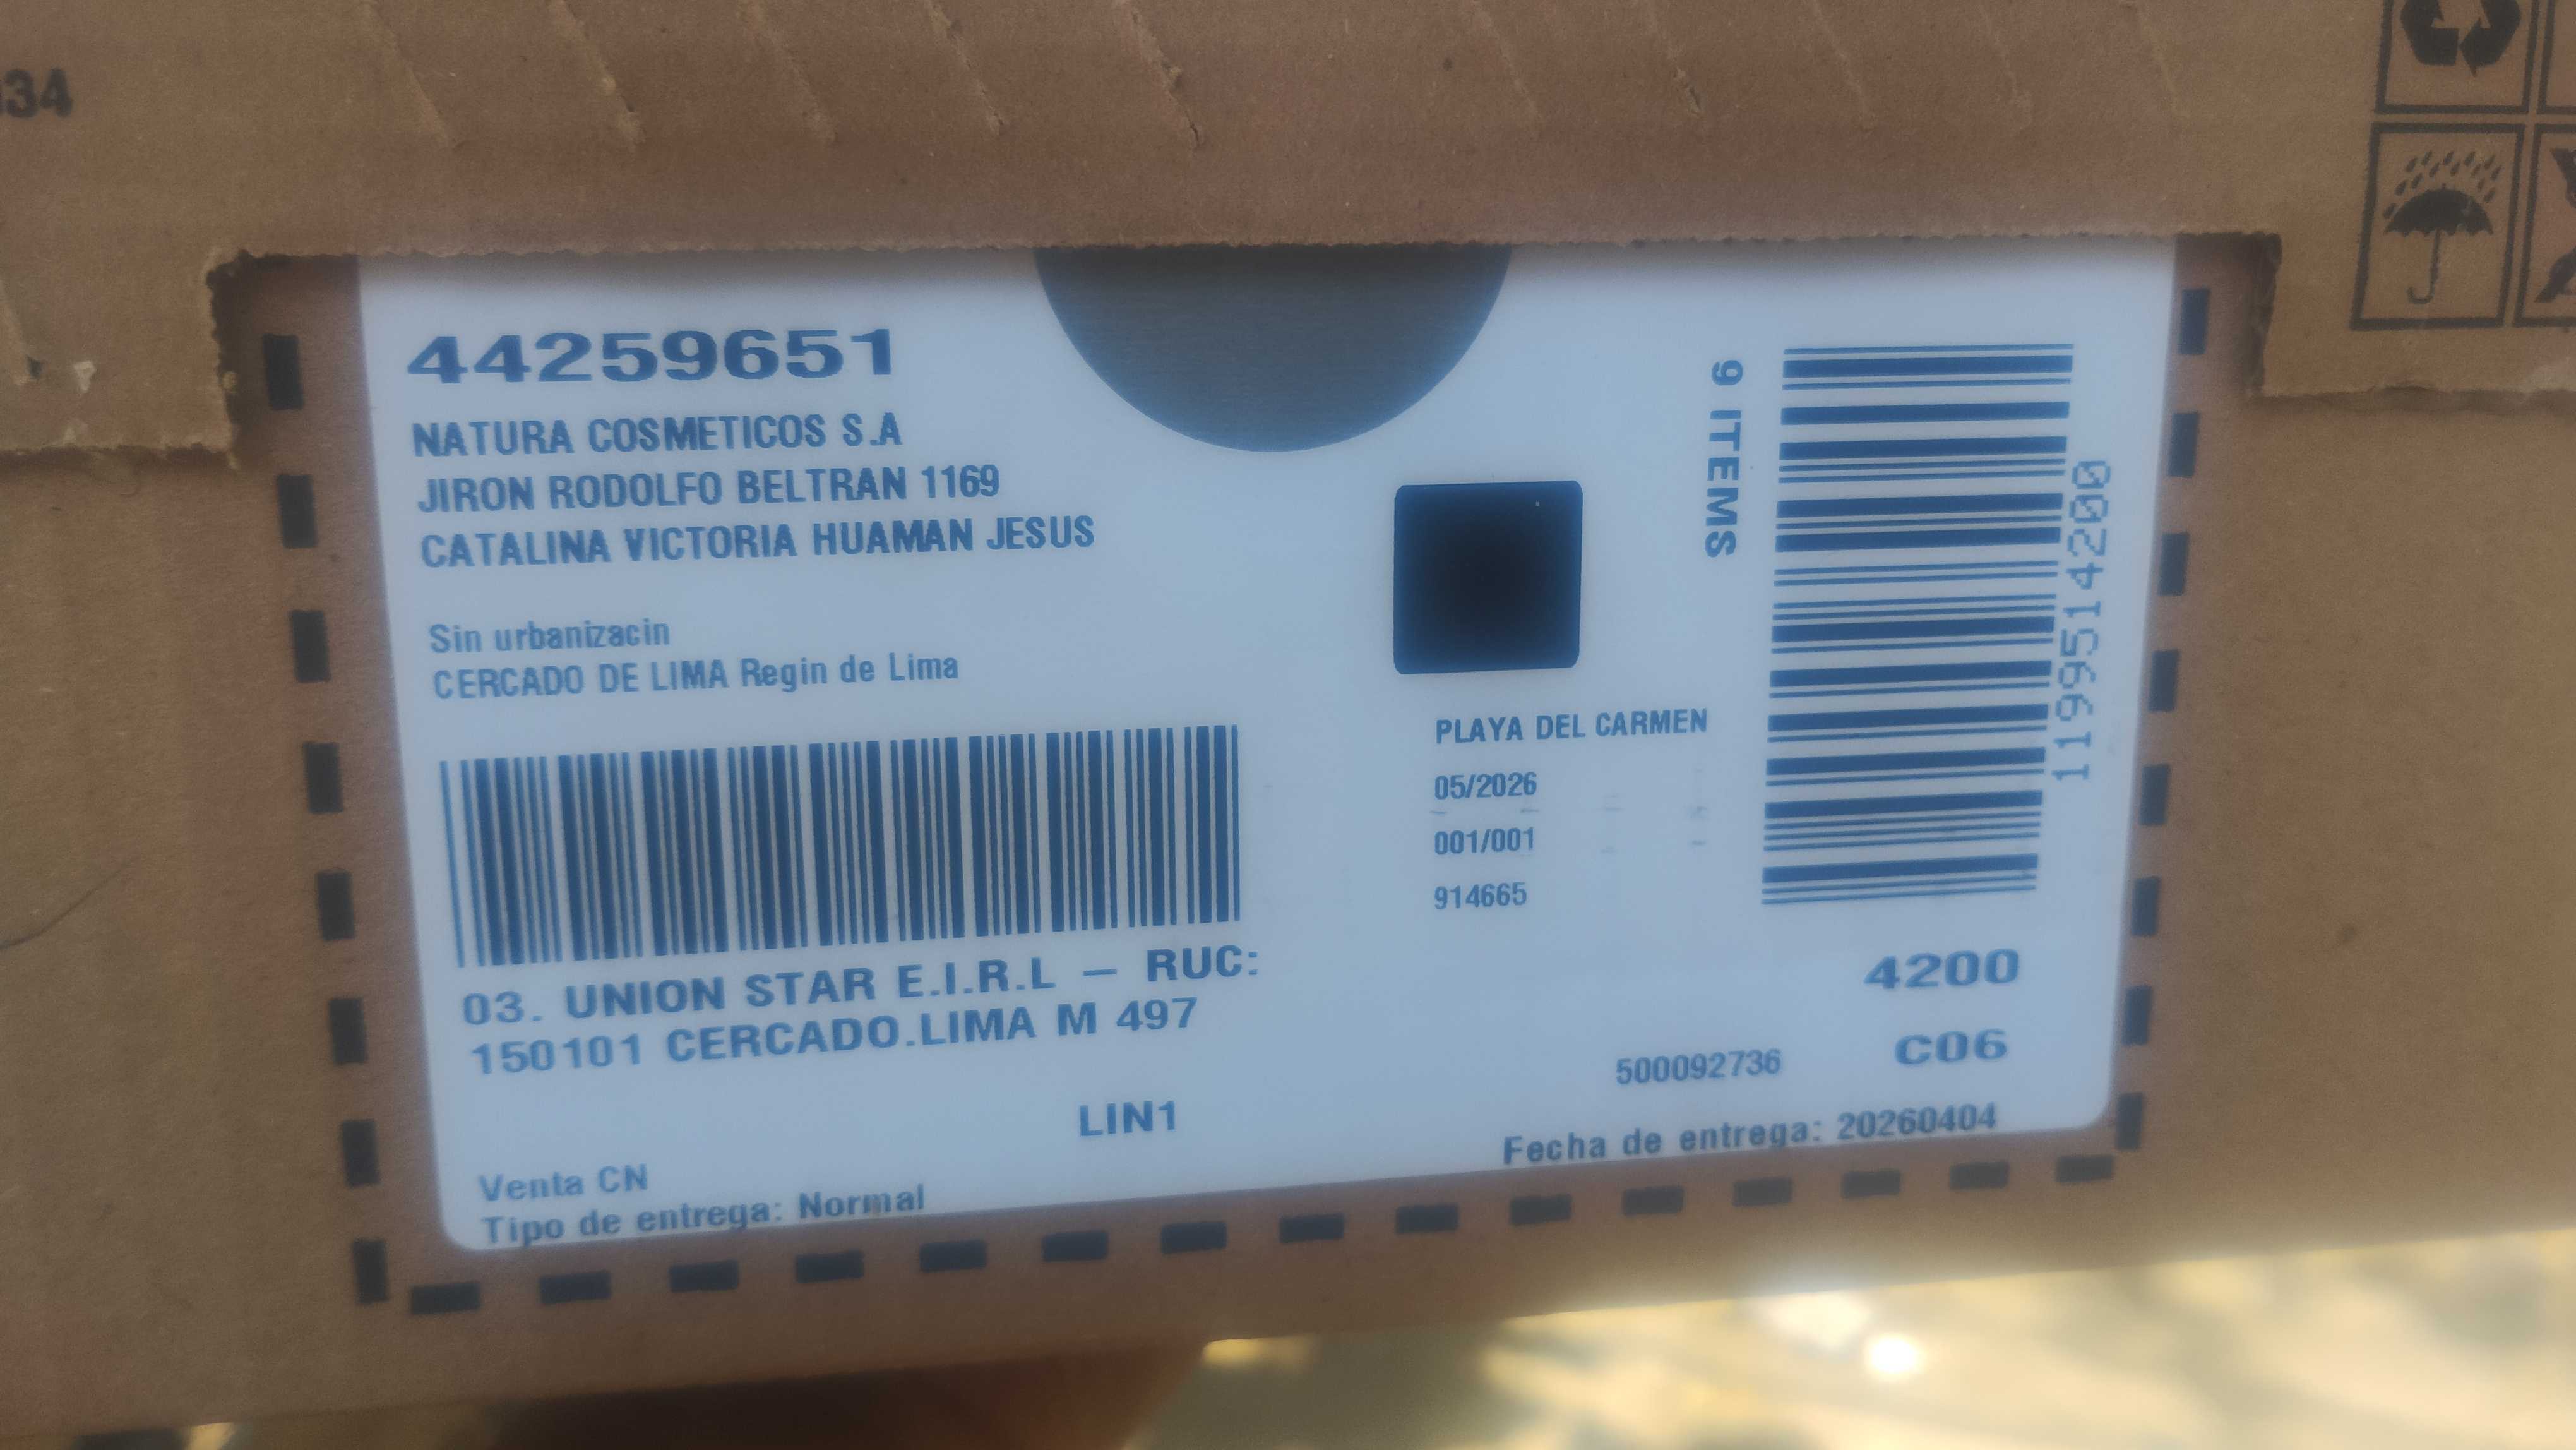 34
44259651
NATURA COSMETICOS S.A
JIRON RODOLFO BELTRAN 1169
CATALINA VICTORIA HUAMAN JESUS
Sin urbanizacin
CERCADO DE LIMA Regin de Lima
03. UNION STAR E.I.R.L – RUC:
150101 CERCADO.LIMA M 497
LIN1
Venta CN
Tipo de entrega: Normal
9 ITEMS
1199514200
PLAYA DEL CARMEN
05/2026
001/001
914665
4200
C06
500092736
Fecha de entrega: 20260404